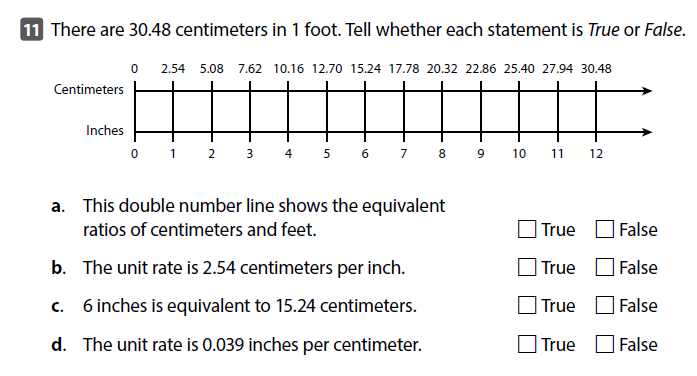 11 There are 30.48 centimeters in 1 foot. Tell whether each statement is True or False.
0 2.54 5.08 7.62 10.16 12.70 15.24 17.78 20.32 22.86 25.40 27.94 30.48
Centimeters
Inches
0 1 2 3 4 5 6 7 8 9 10 11 12
a. This double number line shows the equivalent
ratios of centimeters and feet. True False
b. The unit rate is 2.54 centimeters per inch. True False
c. 6 inches is equivalent to 15.24 centimeters. True False
d. The unit rate is 0.039 inches per centimeter. True False